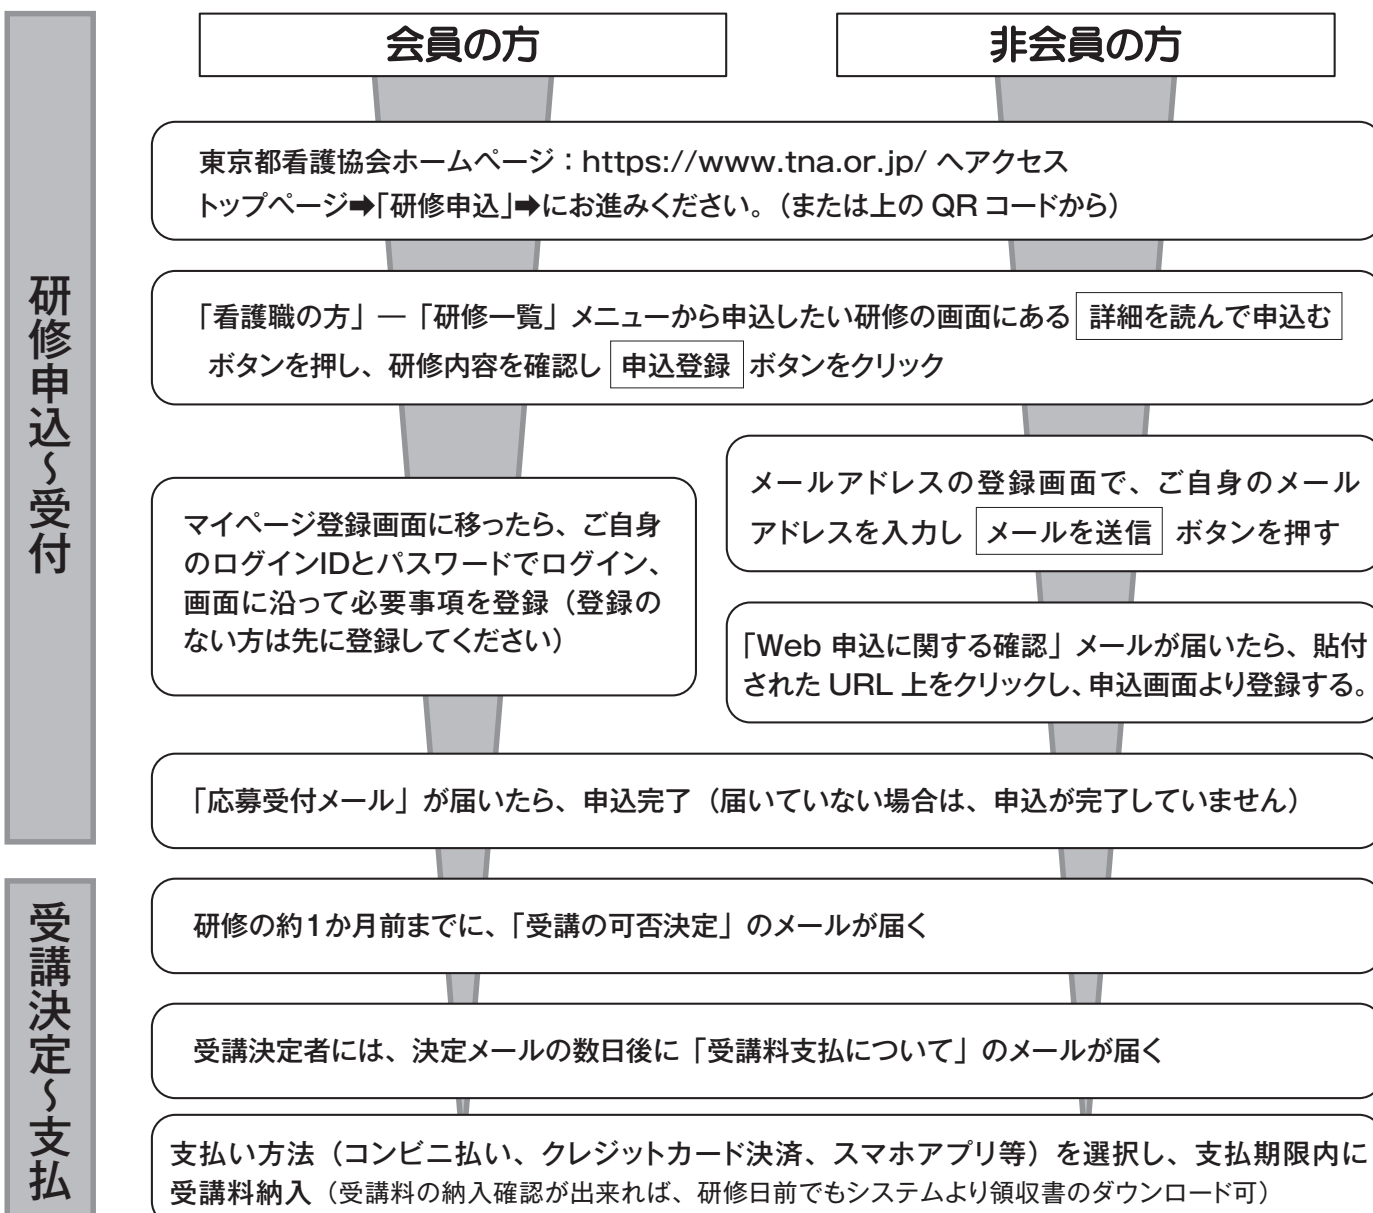 会員の方
非会員の方
研修申込～受付
東京都看護協会ホームページ：https://www.tna.or.jp/ へアクセス
トップページ➡「研修申込」➡にお進みください。（または上の QR コードから）
「看護職の方」―「研修一覧」メニューから申込したい研修の画面にある 詳細を読んで申込む
ボタンを押し、研修内容を確認し 申込登録 ボタンをクリック
マイページ登録画面に移ったら、ご自身
のログインIDとパスワードでログイン、
画面に沿って必要事項を登録（登録の
ない方は先に登録してください）
メールアドレスの登録画面で、ご自身のメール
アドレスを入力し メールを送信 ボタンを押す
「Web 申込に関する確認」メールが届いたら、貼付
された URL 上をクリックし、申込画面より登録する。
「応募受付メール」が届いたら、申込完了（届いていない場合は、申込が完了していません）
受講決定～支払
研修の約1か月前までに、「受講の可否決定」のメールが届く
受講決定者には、決定メールの数日後に「受講料支払について」のメールが届く
支払い方法（コンビニ払い、クレジットカード決済、スマホアプリ等）を選択し、支払期限内に
受講料納入（受講料の納入確認が出来れば、研修日前でもシステムより領収書のダウンロード可）